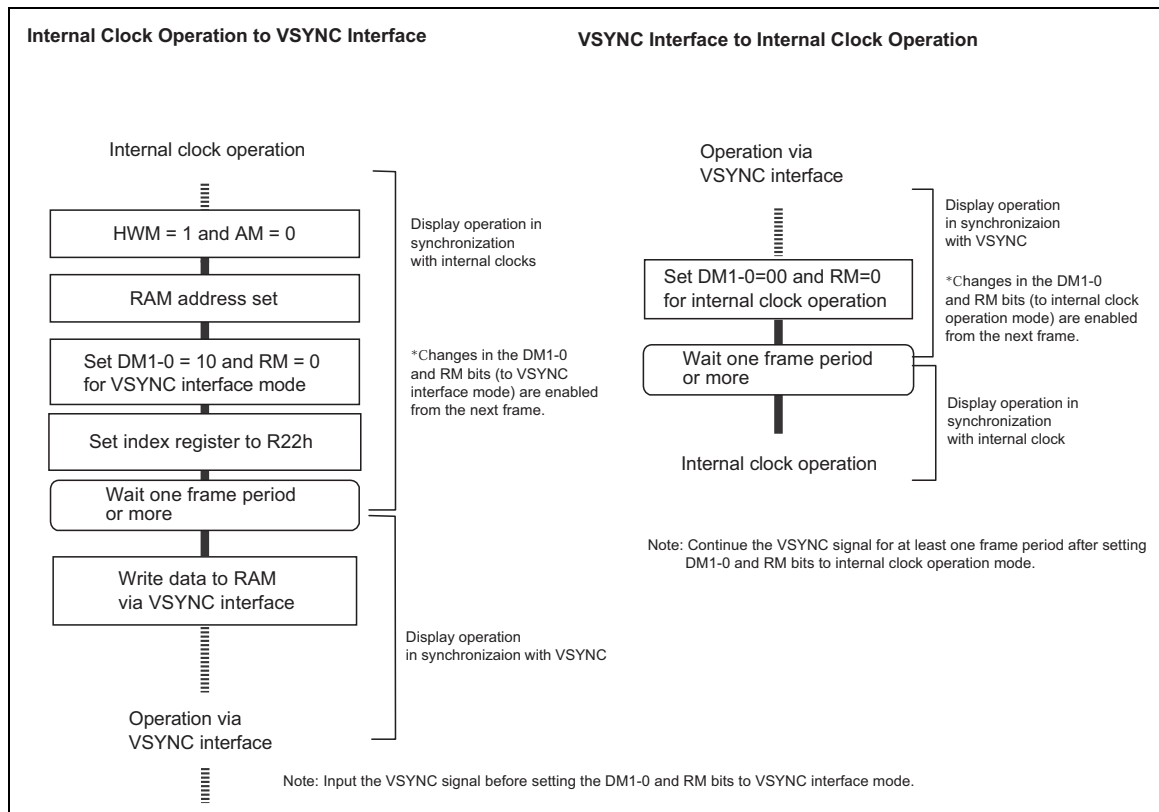 Internal Clock Operation to VSYNC Interface
Internal clock operation
HWM = 1 and AM = 0
RAM address set
Set DM1-0 = 10 and RM = 0
for VSYNC interface mode
Set index register to R22h
Wait one frame period
or more
Write data to RAM
via VSYNC interface
Operation via
VSYNC interface
Display operation in
synchronization
with internal clocks
*Changes in the DM1-0
and RM bits (to VSYNC
interface mode) are enabled
from the next frame.
Display operation
in synchronizaion with VSYNC
Note: Input the VSYNC signal before setting the DM1-0 and RM bits to VSYNC interface mode.
VSYNC Interface to Internal Clock Operation
Operation via
VSYNC interface
Set DM1-0=00 and RM=0
for internal clock operation
Wait one frame period
or more
Internal clock operation
Display operation
in synchronizaion
with VSYNC
*Changes in the DM1-0
and RM bits (to internal clock
operation mode) are enabled
from the next frame.
Display operation in
synchronization
with internal clock
Note: Continue the VSYNC signal for at least one frame period after setting
DM1-0 and RM bits to internal clock operation mode.